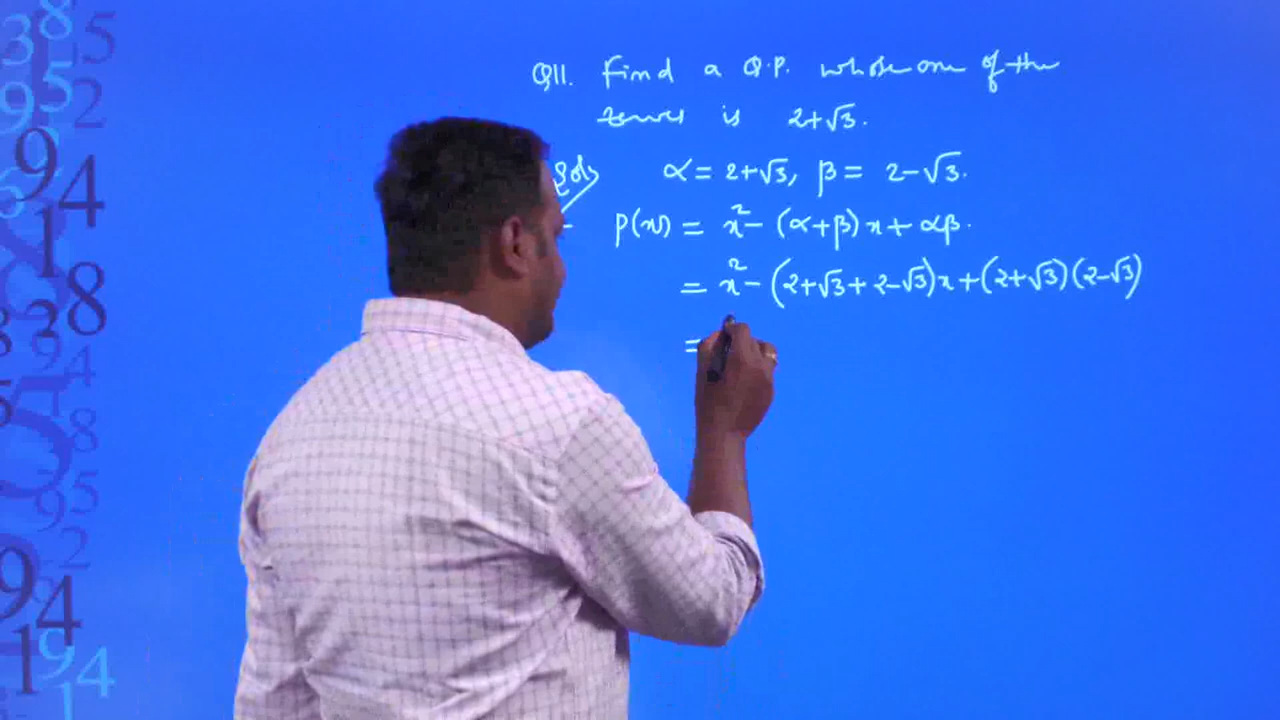 Q11. Find a Q.P. whose one of the
zeroes is 2+√3.
Soln α = 2+√3, β = 2-√3.
P(x) = x² - (α+β)x + αβ.
= x² - (2+√3+2-√3)x + (2+√3)(2-√3)
=